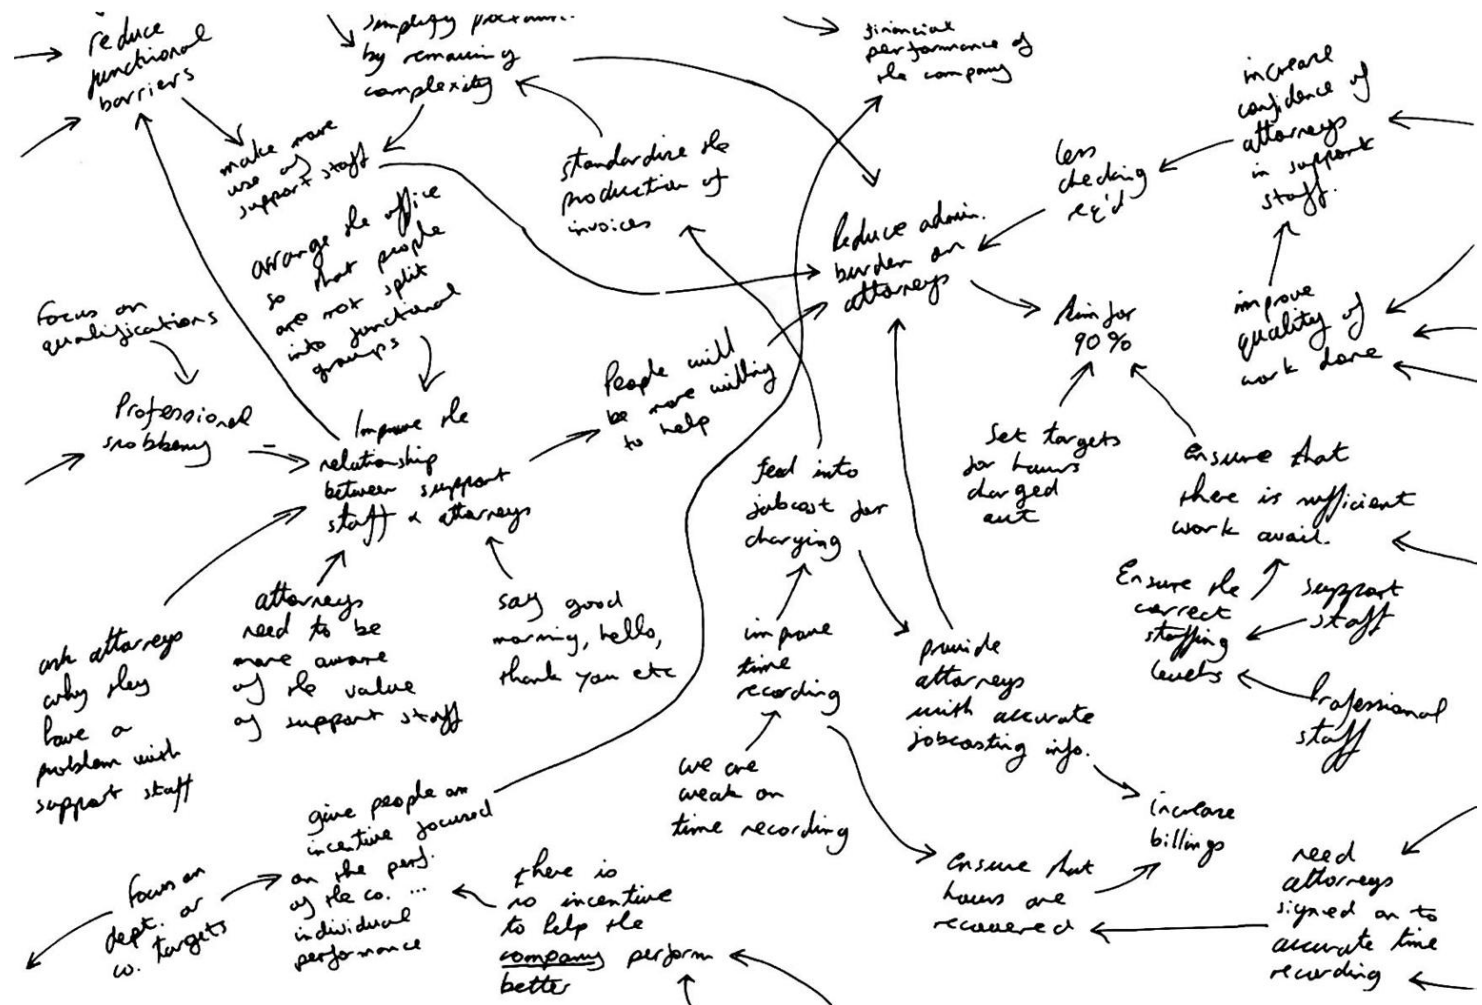 reduce
functional
barriers
simplify
by removing
complexity
financial
performance of
the company
increase
confidence of
attorneys
in support
staff.
less
checking
req'd
make more
use of
support staff
standardize the
production of
invoices
arrange the office
so that people
are not split
into functional
groups
Reduce admin.
burden on
attorneys
Focus on
qualifications
Aim for
90%
improve
quality of
work done
People will
be more willing
to help
Professional
snobbery
Improve the
relationship
between support
staff & attorneys
feed into
jobcost for
charging
Set targets
for hours
charged
out
Ensure that
there is sufficient
work avail.
Ensure the
correct
staffing
levels
support
staff
Professional
staff
ask attorneys
why they
have a
problem with
support staff
attorneys
need to be
more aware
of the value
of support staff
say good
morning, hello,
thank you etc
improve
time
recording
provide
attorneys
with accurate
jobcosting info.
we are
weak on
time recording
increase
billings
give people an
incentive focused
on the perf.
of the co. ...
individual
performance
Focus on
dept. or
co. targets
there is
no incentive
to help the
company perform
better
ensure that
hours are
recovered
need
attorneys
signed on to
accurate time
recording